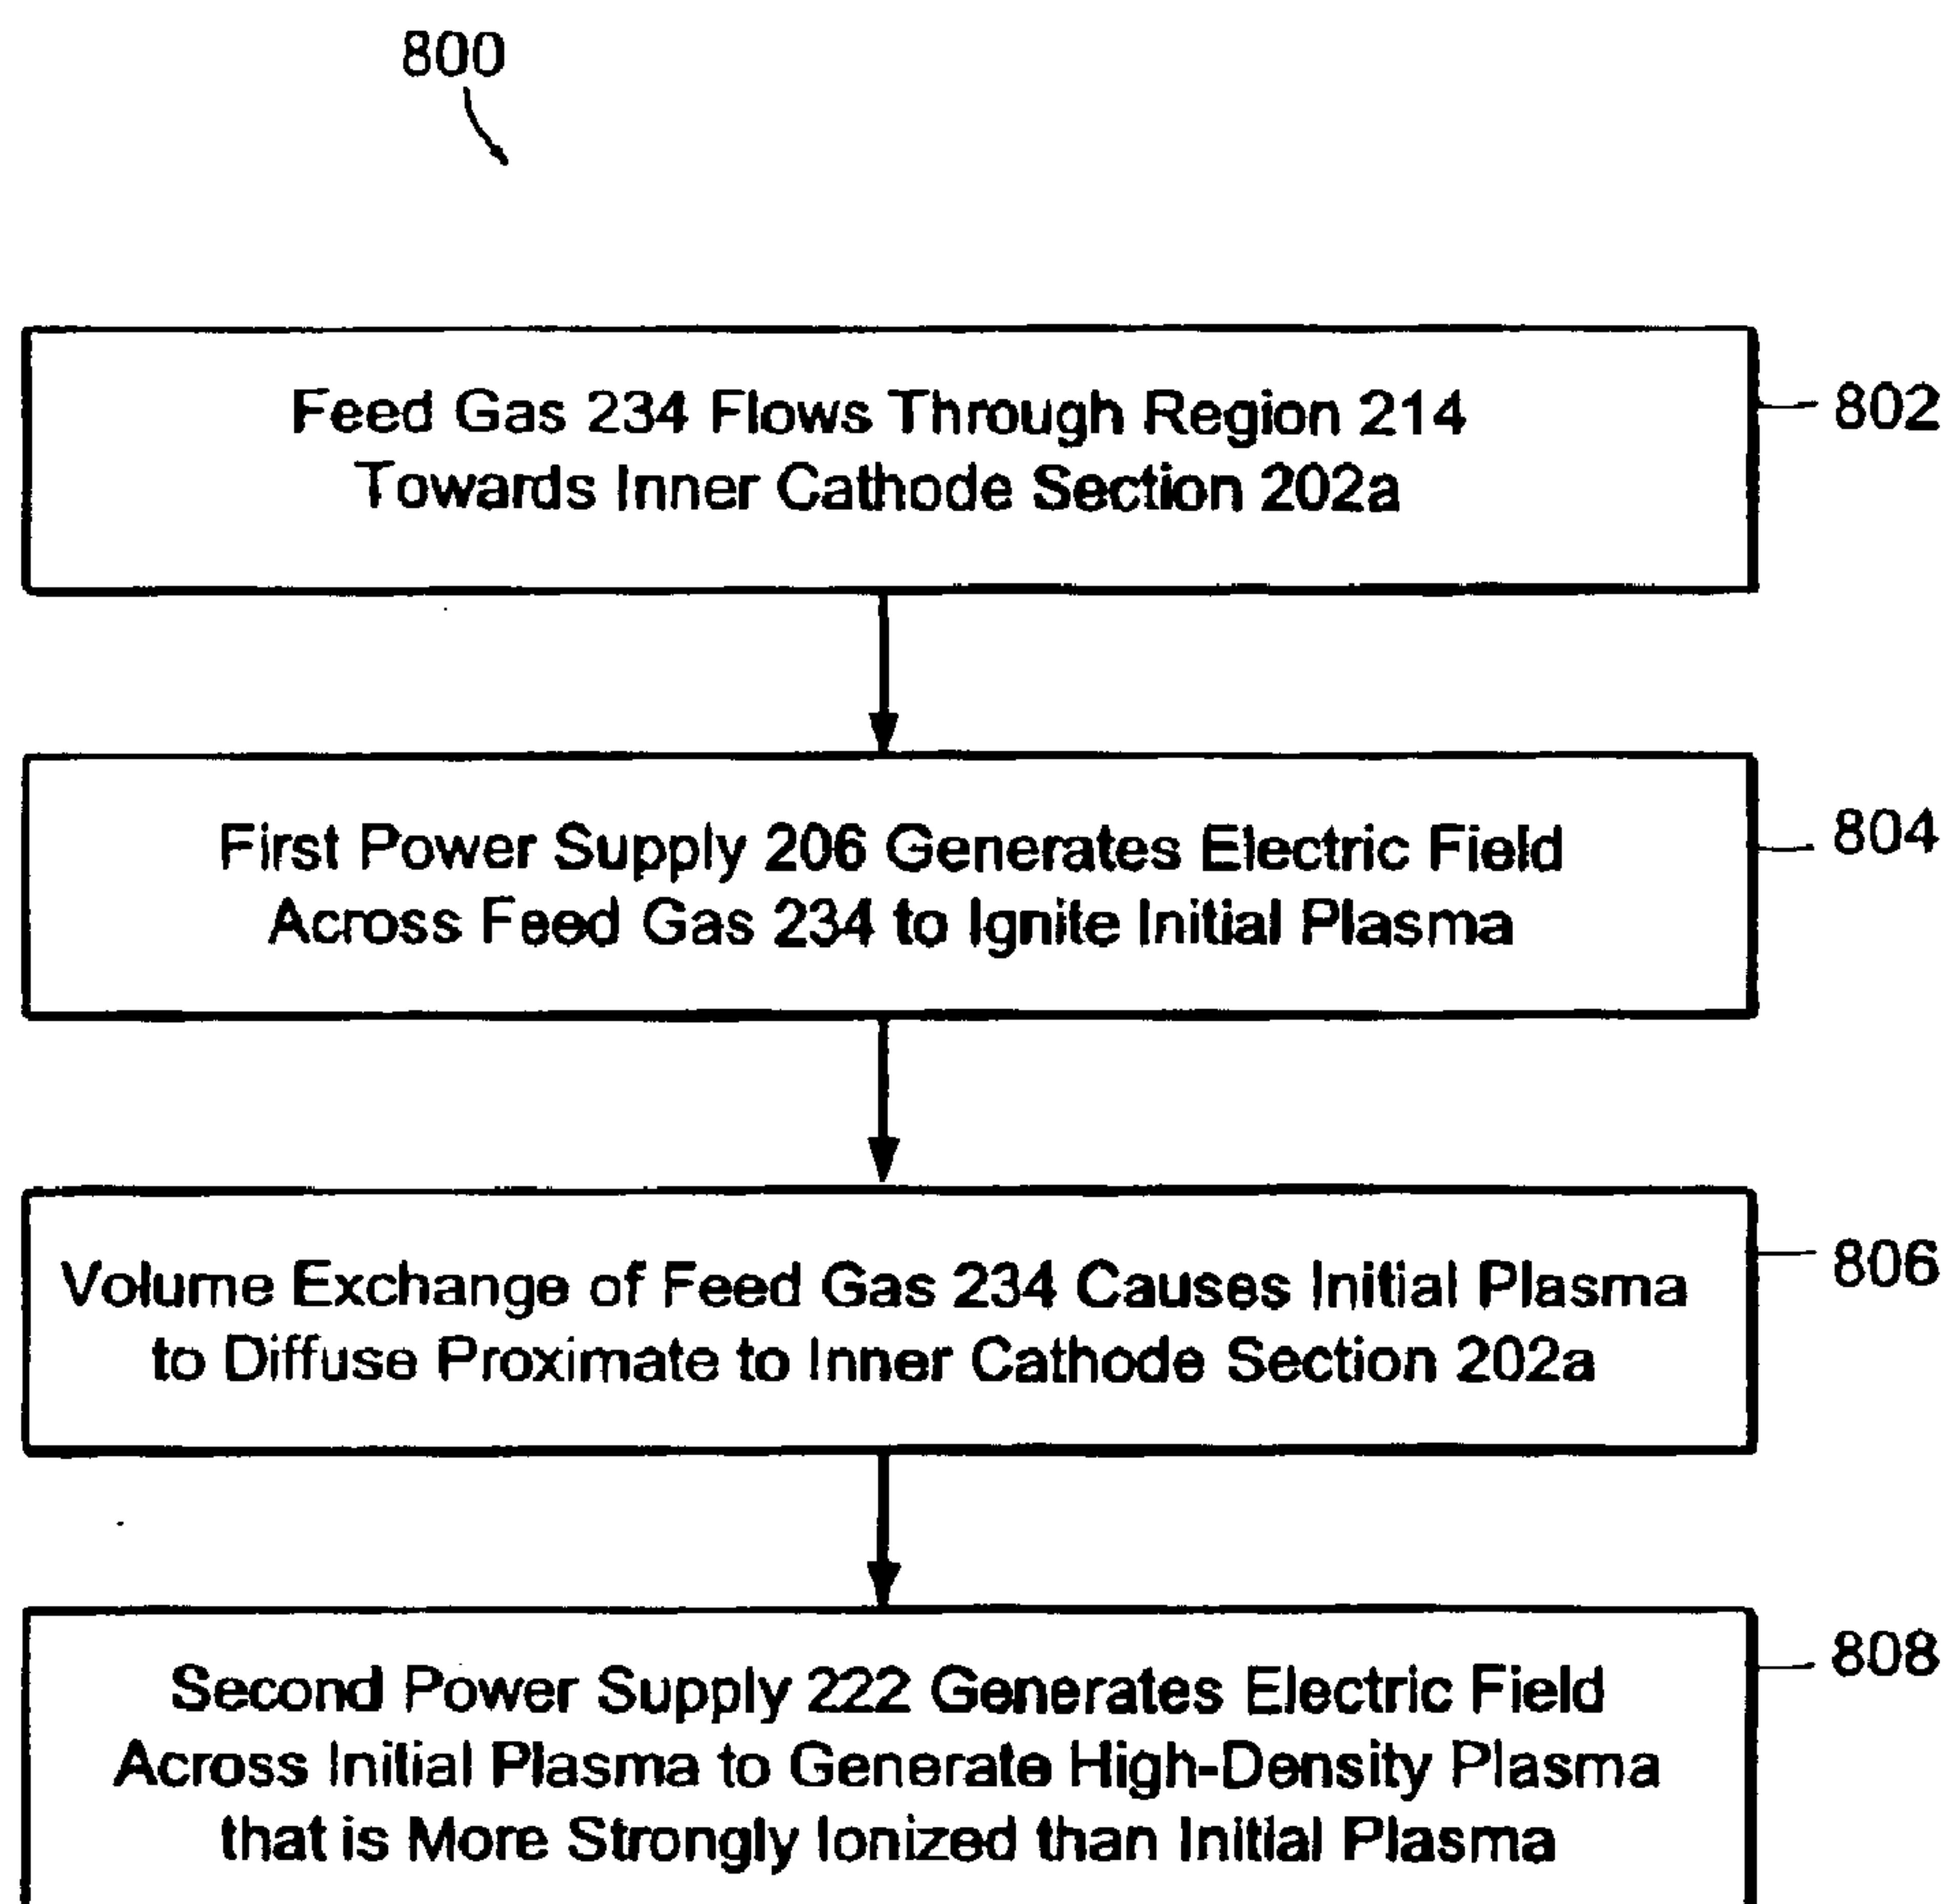 800
Feed Gas 234 Flows Through Region 214
Towards Inner Cathode Section 202a
802
First Power Supply 206 Generates Electric Field
Across Feed Gas 234 to Ignite Initial Plasma
804
Volume Exchange of Feed Gas 234 Causes Initial Plasma
to Diffuse Proximate to Inner Cathode Section 202a
806
Second Power Supply 222 Generates Electric Field
Across Initial Plasma to Generate High-Density Plasma
that is More Strongly Ionized than Initial Plasma
808